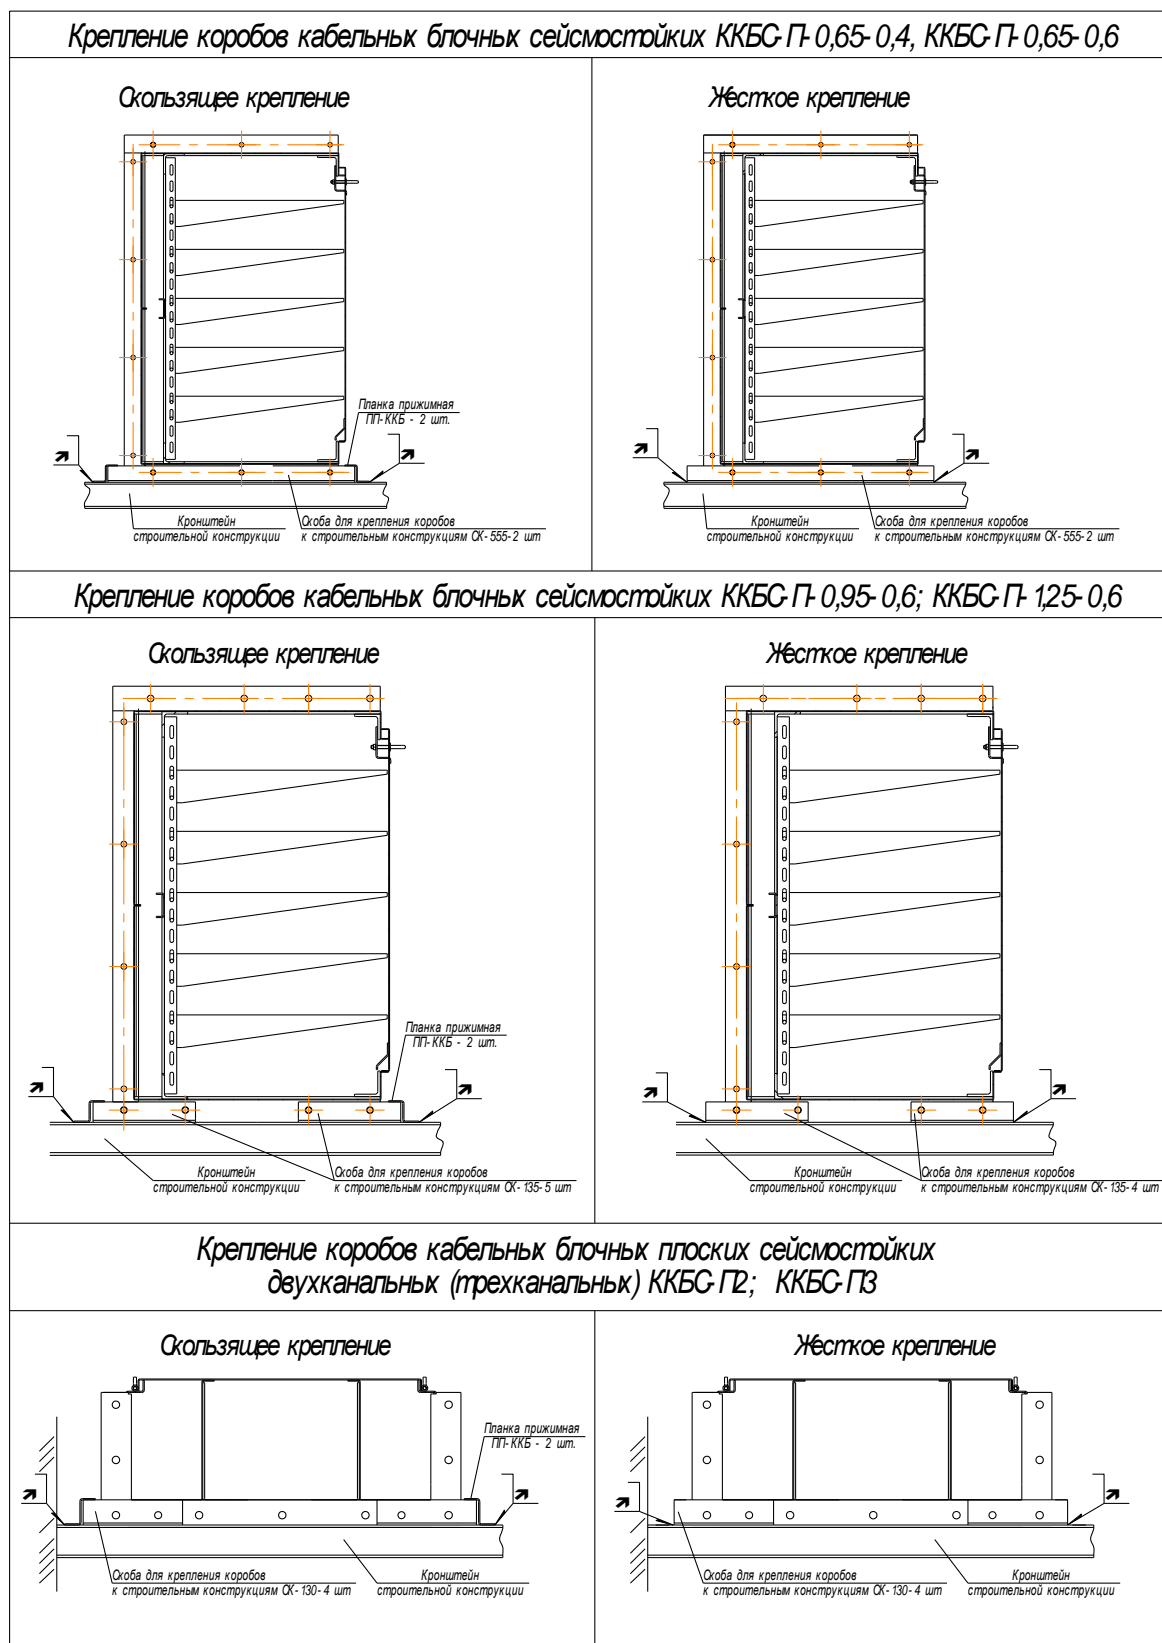 Крепление коробов кабельных блочных сейсмостойких ККБС-П-0,65-0,4, ККБС-П-0,65-0,6
Скользящее крепление
Жесткое крепление
Планка прижимная
ПП-ККБ - 2 шт.
Кронштейн
строительной конструкции
Скоба для крепления коробов
к строительным конструкциям СК-555-2 шт
Кронштейн
строительной конструкции
Скоба для крепления коробов
к строительным конструкциям СК-555-2 шт
Крепление коробов кабельных блочных сейсмостойких ККБС-П-0,95-0,6; ККБС-П-1,25-0,6
Скользящее крепление
Жесткое крепление
Планка прижимная
ПП-ККБ - 2 шт.
Кронштейн
строительной конструкции
Скоба для крепления коробов
к строительным конструкциям СК-135-5 шт
Кронштейн
строительной конструкции
Скоба для крепления коробов
к строительным конструкциям СК-135-4 шт
Крепление коробов кабельных блочных плоских сейсмостойких
двухканальных (трехканальных) ККБС-П2; ККБС-П3
Скользящее крепление
Жесткое крепление
Планка прижимная
ПП-ККБ - 2 шт.
Скоба для крепления коробов
к строительным конструкциям СК-130-4 шт
Кронштейн
строительной конструкции
Скоба для крепления коробов
к строительным конструкциям СК-130-4 шт
Кронштейн
строительной конструкции